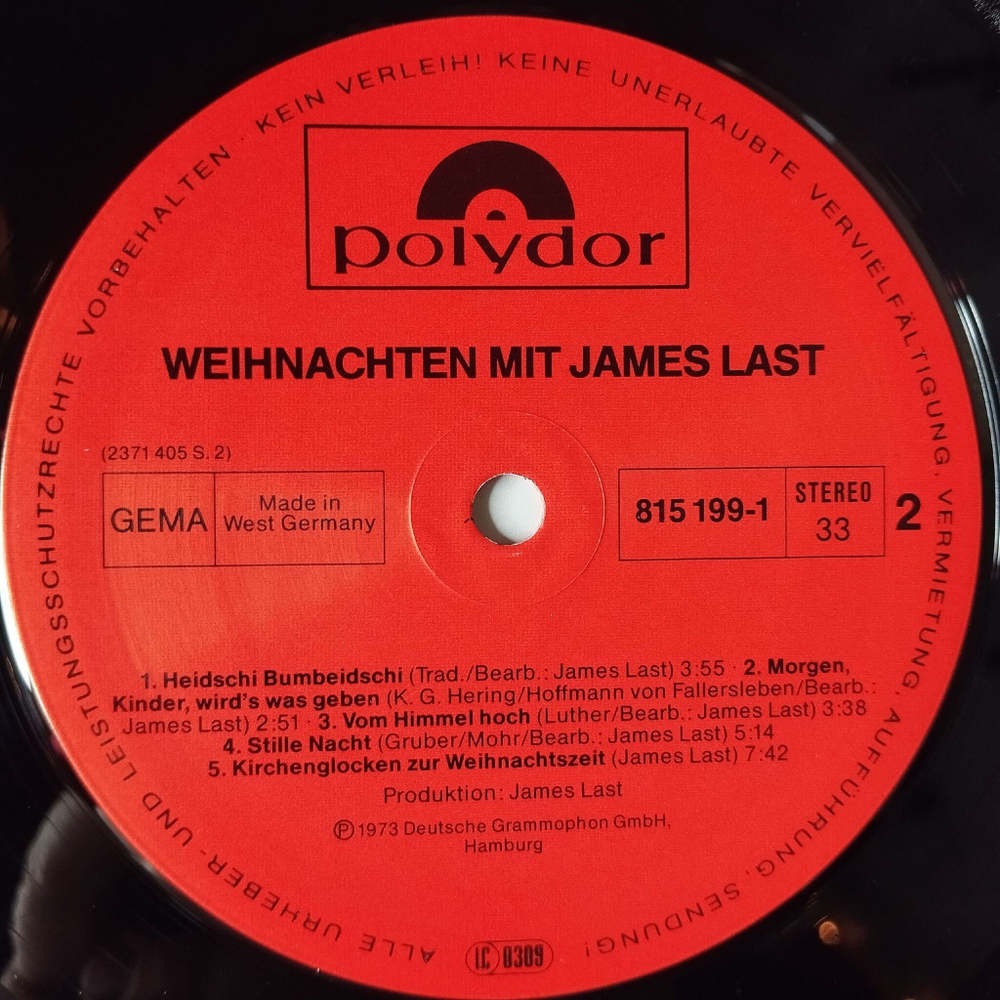 ALLE URHEBER- UND LEISTUNGSSCHUTZRECHTE VORBEHALTEN · KEIN VERLEIH! KEINE UNERLAUBTE VERVIELFÄLTIGUNG, VERMIETUNG, AUFFÜHRUNG, SENDUNG!
polydor
WEIHNACHTEN MIT JAMES LAST
(2371 405 S. 2)
GEMA
Made in
West Germany
815 199-1
STEREO
33
2
1. Heidschi Bumbeidschi (Trad./Bearb.: James Last) 3:55 · 2. Morgen,
Kinder, wird's was geben (K. G. Hering/Hoffmann von Fallersleben/Bearb.:
James Last) 2:51 · 3. Vom Himmel hoch (Luther/Bearb.: James Last) 3:38
4. Stille Nacht (Gruber/Mohr/Bearb.: James Last) 5:14
5. Kirchenglocken zur Weihnachtszeit (James Last) 7:42
Produktion: James Last
Ⓟ 1973 Deutsche Grammophon GmbH,
Hamburg
LC 0309